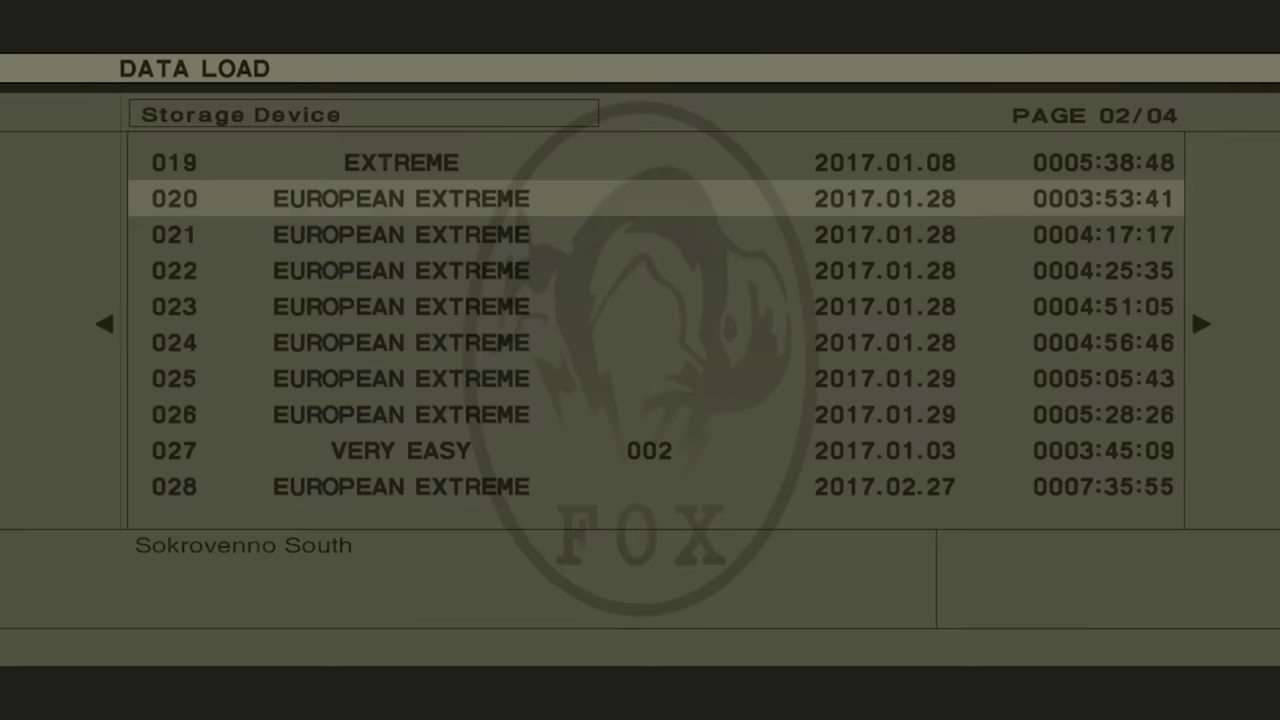 DATA LOAD
Storage Device PAGE 02/04
019 EXTREME 2017.01.08 0005:38:48
020 EUROPEAN EXTREME 2017.01.28 0003:53:41
021 EUROPEAN EXTREME 2017.01.28 0004:17:17
022 EUROPEAN EXTREME 2017.01.28 0004:25:35
023 EUROPEAN EXTREME 2017.01.28 0004:51:05
024 EUROPEAN EXTREME 2017.01.28 0004:56:46
025 EUROPEAN EXTREME 2017.01.29 0005:05:43
026 EUROPEAN EXTREME 2017.01.29 0005:28:26
027 VERY EASY 002 2017.01.03 0003:45:09
028 EUROPEAN EXTREME 2017.02.27 0007:35:55
FOX
Sokrovenno South